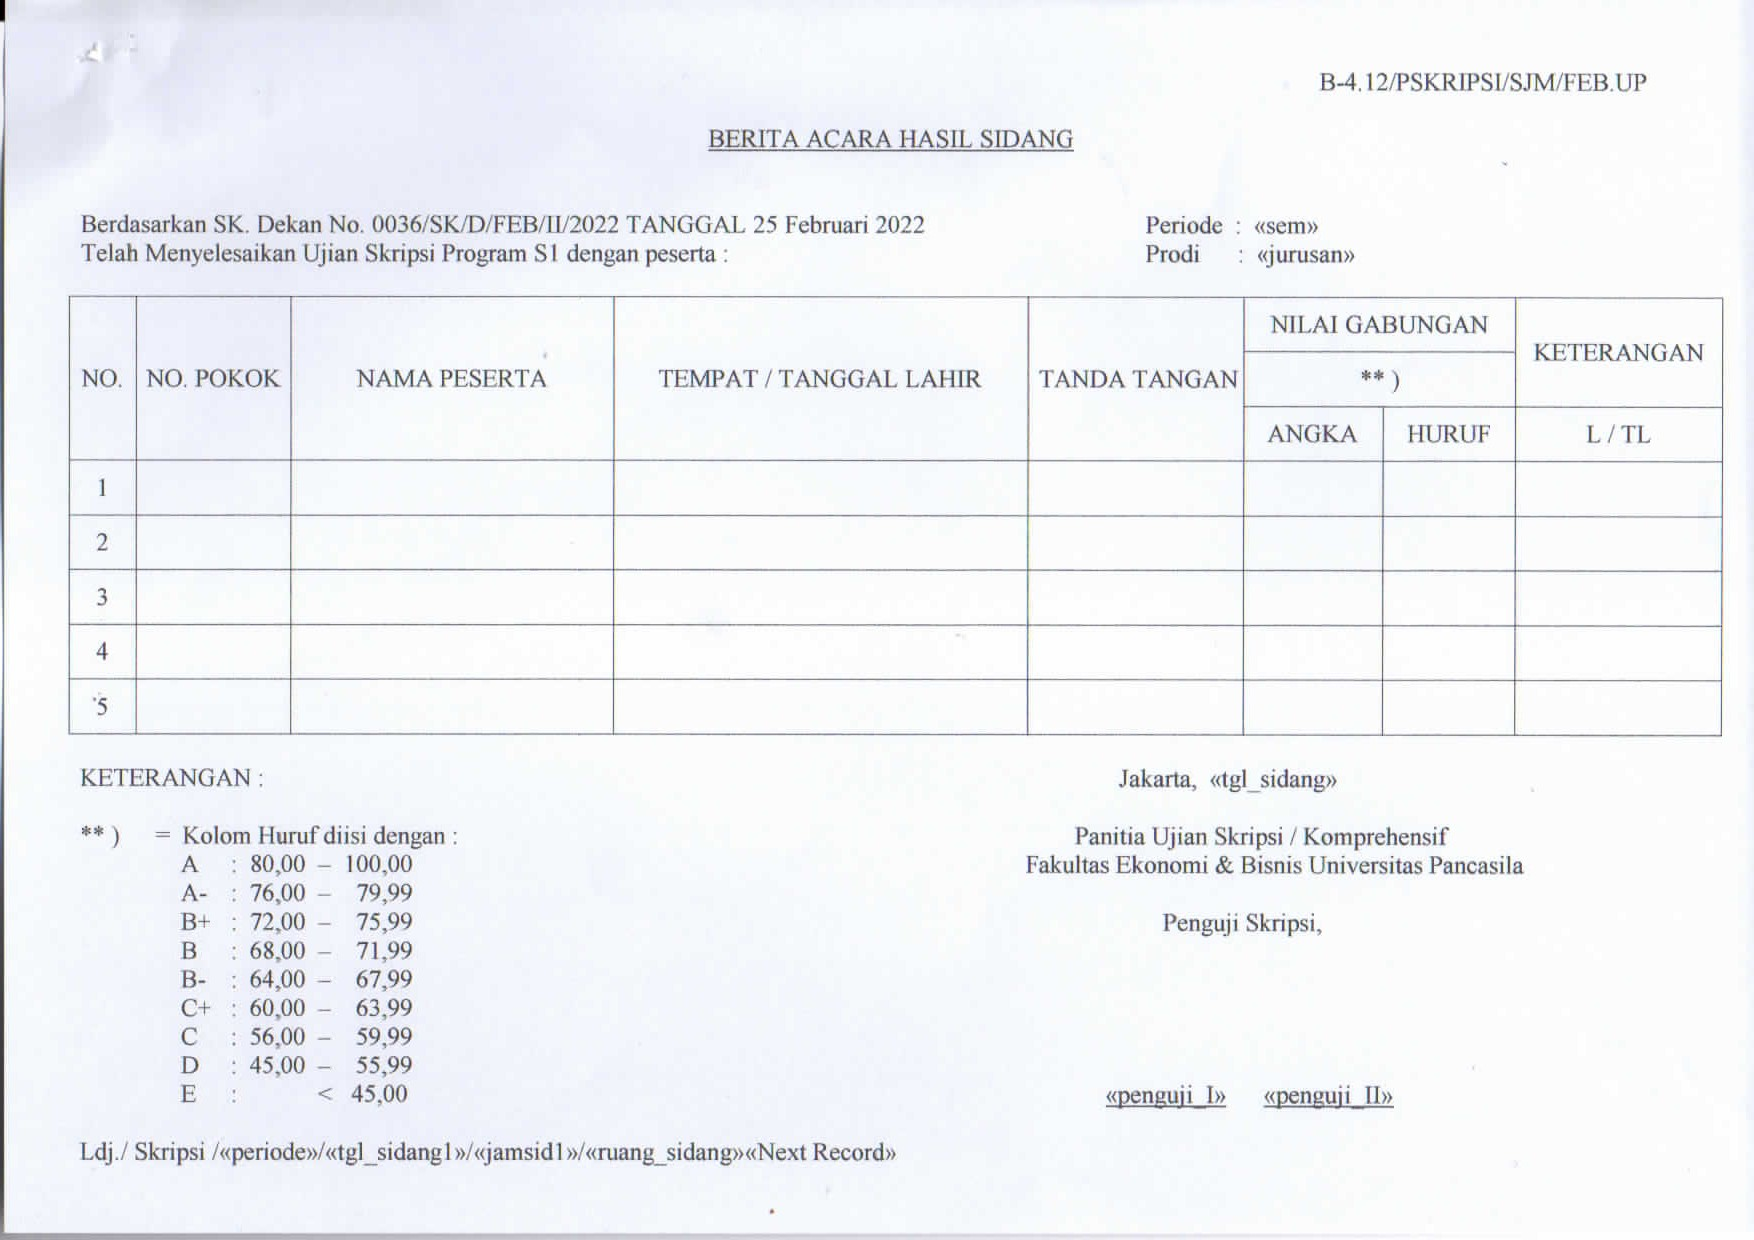 B-4.12/PSKRIPSI/SJM/FEB.UP
BERITA ACARA HASIL SIDANG
Berdasarkan SK. Dekan No. 0036/SK/D/FEB/II/2022 TANGGAL 25 Februari 2022
Telah Menyelesaikan Ujian Skripsi Program S1 dengan peserta :
Periode : «sem»
Prodi : «jurusan»
NO. NO. POKOK NAMA PESERTA TEMPAT / TANGGAL LAHIR TANDA TANGAN NILAI GABUNGAN KETERANGAN
** )
ANGKA HURUF L / TL
1
2
3
4
5
KETERANGAN :
** ) = Kolom Huruf diisi dengan :
A : 80,00 – 100,00
A- : 76,00 – 79,99
B+ : 72,00 – 75,99
B : 68,00 – 71,99
B- : 64,00 – 67,99
C+ : 60,00 – 63,99
C : 56,00 – 59,99
D : 45,00 – 55,99
E : < 45,00
Jakarta, «tgl_sidang»
Panitia Ujian Skripsi / Komprehensif
Fakultas Ekonomi & Bisnis Universitas Pancasila
Penguji Skripsi,
«penguji_I» «penguji_II»
Ldj./ Skripsi /«periode»/«tgl_sidang1»/«jamsid1»/«ruang_sidang»«Next Record»